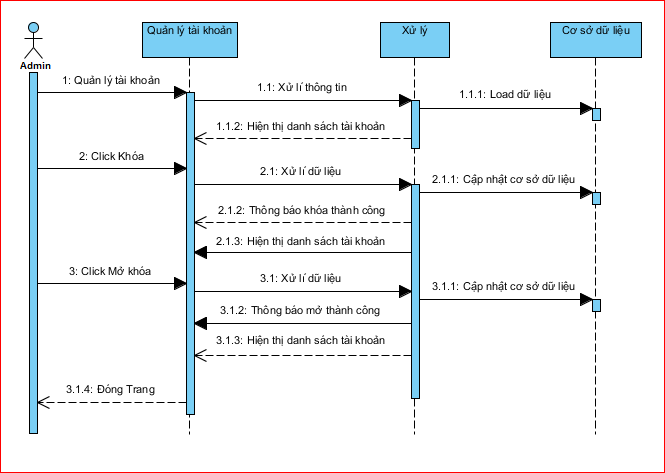 Quản lý tài khoản
Xử lý
Cơ sở dữ liệu
Admin
1: Quản lý tài khoản
1.1: Xử lí thông tin
1.1.1: Load dữ liệu
1.1.2: Hiện thị danh sách tài khoản
2: Click Khóa
2.1: Xử lí dữ liệu
2.1.1: Cập nhật cơ sở dữ liệu
2.1.2: Thông báo khóa thành công
2.1.3: Hiện thị danh sách tài khoản
3: Click Mở khóa
3.1: Xử lí dữ liệu
3.1.1: Cập nhật cơ sở dữ liệu
3.1.2: Thông báo mở thành công
3.1.3: Hiện thị danh sách tài khoản
3.1.4: Đóng Trang